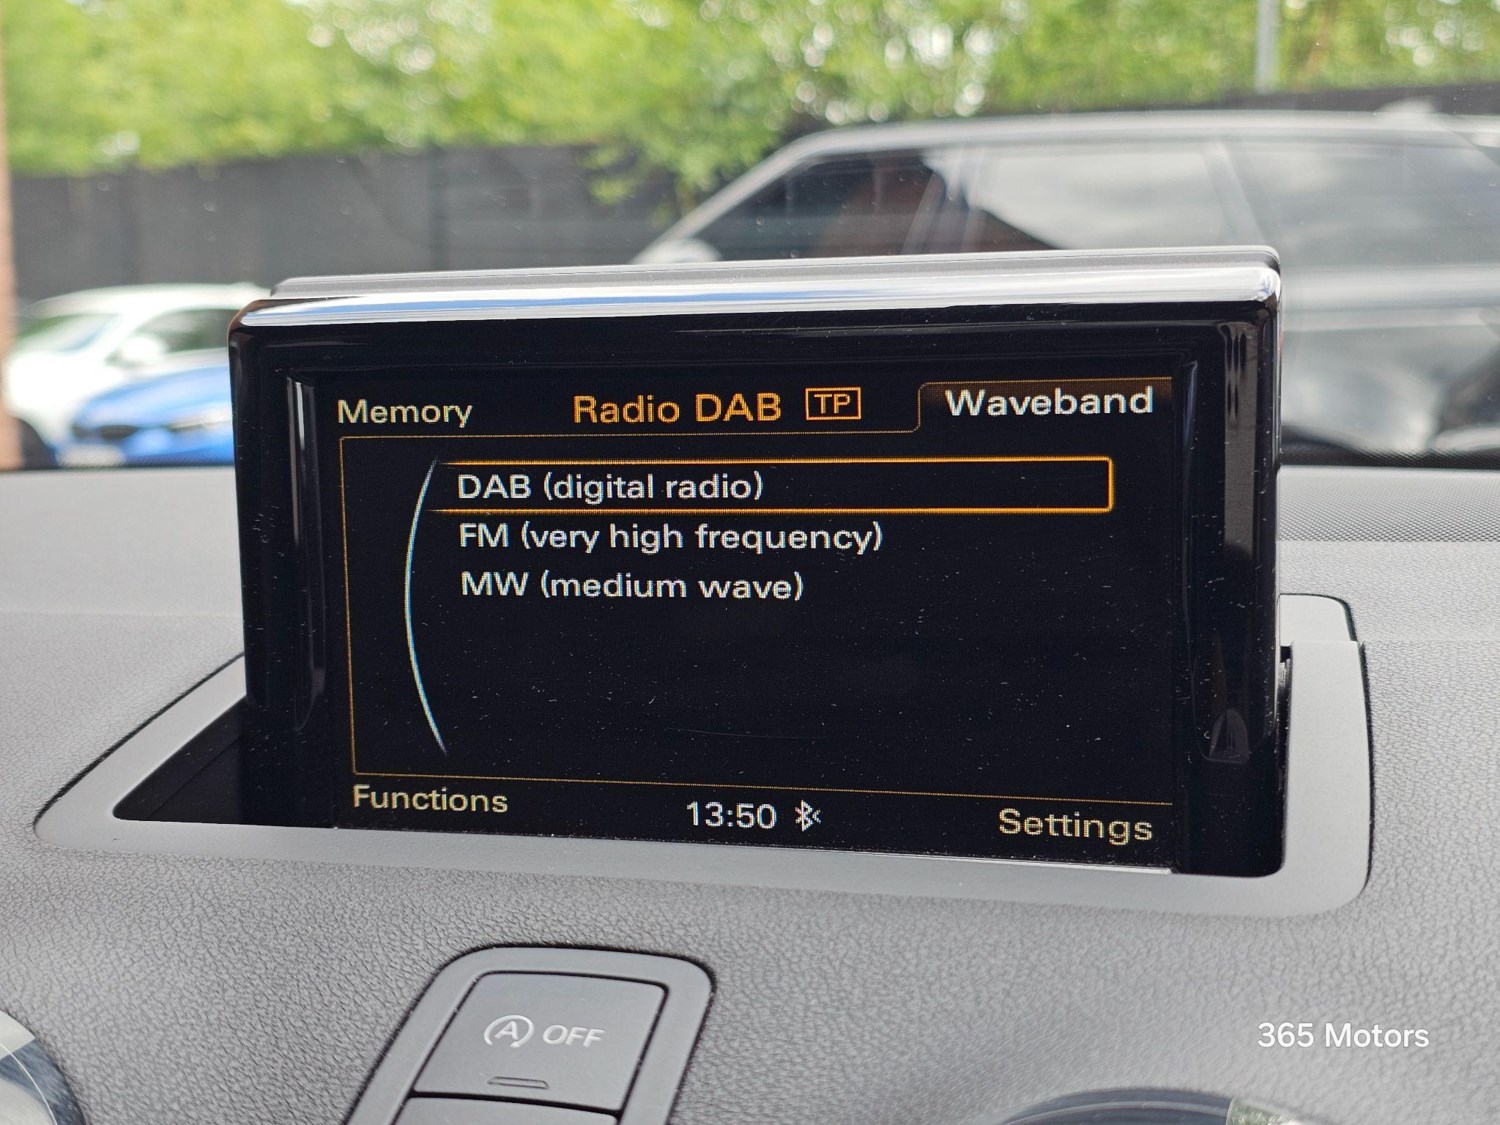 Memory
Radio DAB TP
Waveband
DAB (digital radio)
FM (very high frequency)
MW (medium wave)
Functions
13:50
Settings
A OFF
365 Motors